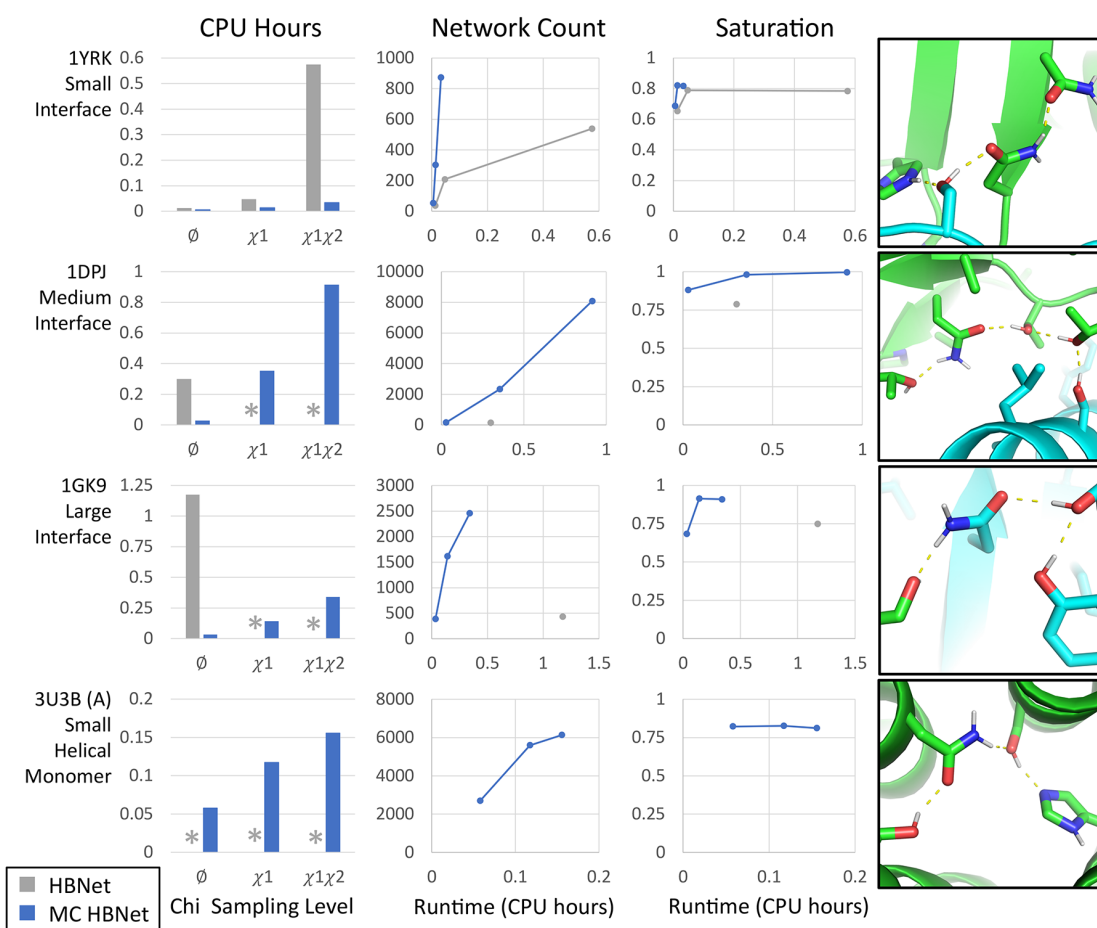 CPU Hours
Network Count
Saturation
1YRK
Small
Interface
0.6
0.5
0.4
0.3
0.2
0.1
0
ϕ χ1 χ1χ2
1000
800
600
400
200
0
0 0.2 0.4 0.6
1
0.8
0.6
0.4
0.2
0
0 0.2 0.4 0.6
1DPJ
Medium
Interface
1
0.8
0.6
0.4
0.2
0
* *
ϕ χ1 χ1χ2
10000
8000
6000
4000
2000
0
0 0.5 1
1
0.75
0.5
0.25
0
0 0.5 1
1GK9
Large
Interface
1.25
1
0.75
0.5
0.25
0
* *
ϕ χ1 χ1χ2
3000
2500
2000
1500
1000
500
0
0 0.5 1 1.5
1
0.75
0.5
0.25
0
0 0.5 1 1.5
3U3B (A)
Small
Helical
Monomer
0.2
0.15
0.1
0.05
0
* * *
ϕ χ1 χ1χ2
8000
6000
4000
2000
0
0 0.1 0.2
1
0.75
0.5
0.25
0
0 0.1 0.2
HBNet
MC HBNet
Chi Sampling Level
Runtime (CPU hours)
Runtime (CPU hours)